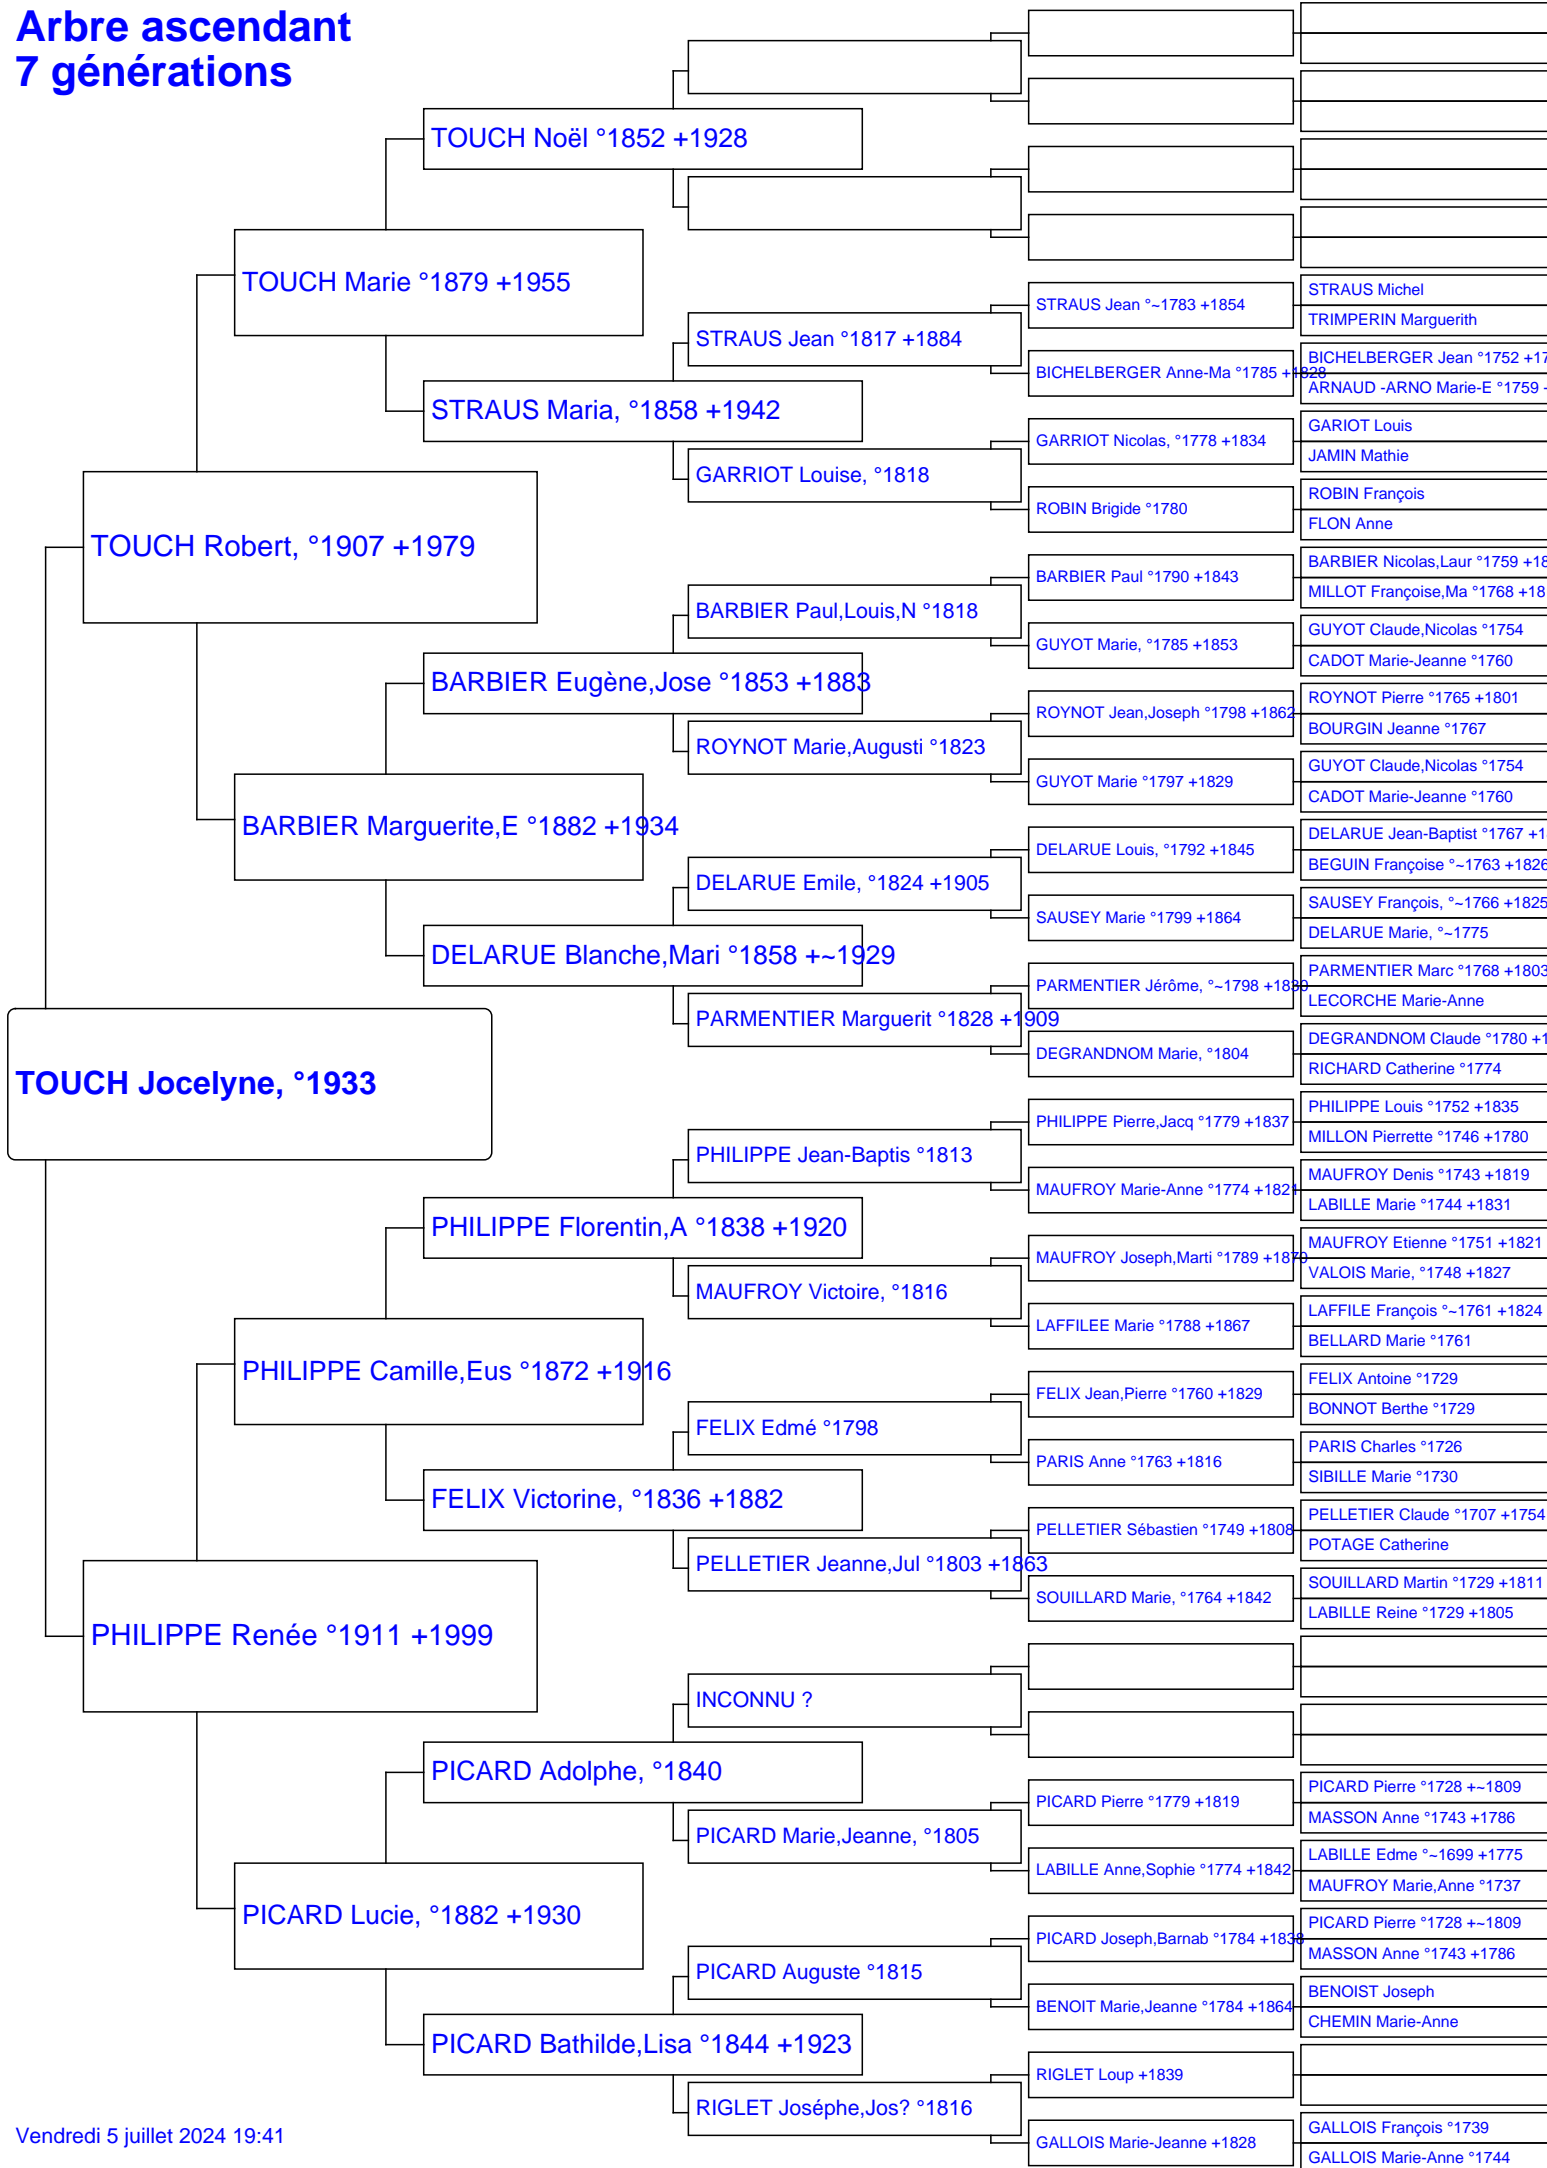 Arbre ascendant
7 générations
TOUCH Jocelyne, °1933
TOUCH Robert, °1907 +1979
PHILIPPE Renée °1911 +1999
TOUCH Marie °1879 +1955
BARBIER Marguerite,E °1882 +1934
PHILIPPE Camille,Eus °1872 +1916
PICARD Lucie, °1882 +1930
TOUCH Noël °1852 +1928
STRAUS Maria, °1858 +1942
BARBIER Eugène,Jose °1853 +1883
DELARUE Blanche,Mari °1858 +~1929
PHILIPPE Florentin,A °1838 +1920
FELIX Victorine, °1836 +1882
PICARD Adolphe, °1840
PICARD Bathilde,Lisa °1844 +1923
STRAUS Jean °1817 +1884
GARRIOT Louise, °1818
BARBIER Paul,Louis,N °1818
ROYNOT Marie,Augusti °1823
DELARUE Emile, °1824 +1905
PARMENTIER Marguerit °1828 +1909
PHILIPPE Jean-Baptis °1813
MAUFROY Victoire, °1816
FELIX Edmé °1798
PELLETIER Jeanne,Jul °1803 +1863
INCONNU ?
PICARD Marie,Jeanne, °1805
PICARD Auguste °1815
RIGLET Joséphe,Jos? °1816
STRAUS Jean °~1783 +1854
BICHELBERGER Anne-Ma °1785 +1828
GARRIOT Nicolas, °1778 +1834
ROBIN Brigide °1780
BARBIER Paul °1790 +1843
GUYOT Marie, °1785 +1853
ROYNOT Jean,Joseph °1798 +1862
GUYOT Marie °1797 +1829
DELARUE Louis, °1792 +1845
SAUSEY Marie °1799 +1864
PARMENTIER Jérôme, °~1798 +1830
DEGRANDNOM Marie, °1804
PHILIPPE Pierre,Jacq °1779 +1837
MAUFROY Marie-Anne °1774 +1821
MAUFROY Joseph,Marti °1789 +1870
LAFFILEE Marie °1788 +1867
FELIX Jean,Pierre °1760 +1829
PARIS Anne °1763 +1816
PELLETIER Sébastien °1749 +1808
SOUILLARD Marie, °1764 +1842
PICARD Pierre °1779 +1819
LABILLE Anne,Sophie °1774 +1842
PICARD Joseph,Barnab °1784 +1838
BENOIT Marie,Jeanne °1784 +1864
RIGLET Loup +1839
GALLOIS Marie-Jeanne +1828
STRAUS Michel
TRIMPERIN Marguerith
BICHELBERGER Jean °1752 +17
ARNAUD -ARNO Marie-E °1759 +
GARIOT Louis
JAMIN Mathie
ROBIN François
FLON Anne
BARBIER Nicolas,Laur °1759 +18
MILLOT Françoise,Ma °1768 +18
GUYOT Claude,Nicolas °1754
CADOT Marie-Jeanne °1760
ROYNOT Pierre °1765 +1801
BOURGIN Jeanne °1767
GUYOT Claude,Nicolas °1754
CADOT Marie-Jeanne °1760
DELARUE Jean-Baptist °1767 +1
BEGUIN Françoise °~1763 +1826
SAUSEY François, °~1766 +1825
DELARUE Marie, °~1775
PARMENTIER Marc °1768 +1803
LECORCHE Marie-Anne
DEGRANDNOM Claude °1780 +1
RICHARD Catherine °1774
PHILIPPE Louis °1752 +1835
MILLON Pierrette °1746 +1780
MAUFROY Denis °1743 +1819
LABILLE Marie °1744 +1831
MAUFROY Etienne °1751 +1821
VALOIS Marie, °1748 +1827
LAFFILE François °~1761 +1824
BELLARD Marie °1761
FELIX Antoine °1729
BONNOT Berthe °1729
PARIS Charles °1726
SIBILLE Marie °1730
PELLETIER Claude °1707 +1754
POTAGE Catherine
SOUILLARD Martin °1729 +1811
LABILLE Reine °1729 +1805
PICARD Pierre °1728 +~1809
MASSON Anne °1743 +1786
LABILLE Edme °~1699 +1775
MAUFROY Marie,Anne °1737
PICARD Pierre °1728 +~1809
MASSON Anne °1743 +1786
BENOIST Joseph
CHEMIN Marie-Anne
GALLOIS François °1739
GALLOIS Marie-Anne °1744
Vendredi 5 juillet 2024 19:41